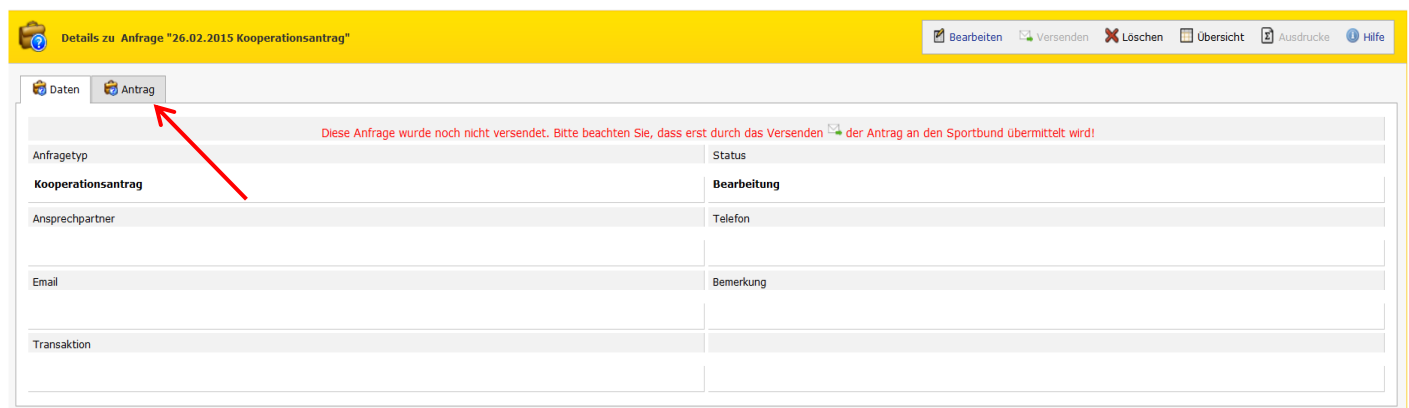 Details zu Anfrage "26.02.2015 Kooperationsantrag"
Bearbeiten Versenden Löschen Übersicht Ausdrucke Hilfe
Daten Antrag
Diese Anfrage wurde noch nicht versendet. Bitte beachten Sie, dass erst durch das Versenden der Antrag an den Sportbund übermittelt wird!
Anfragetyp Status
Kooperationsantrag Bearbeitung
Ansprechpartner Telefon
Email Bemerkung
Transaktion